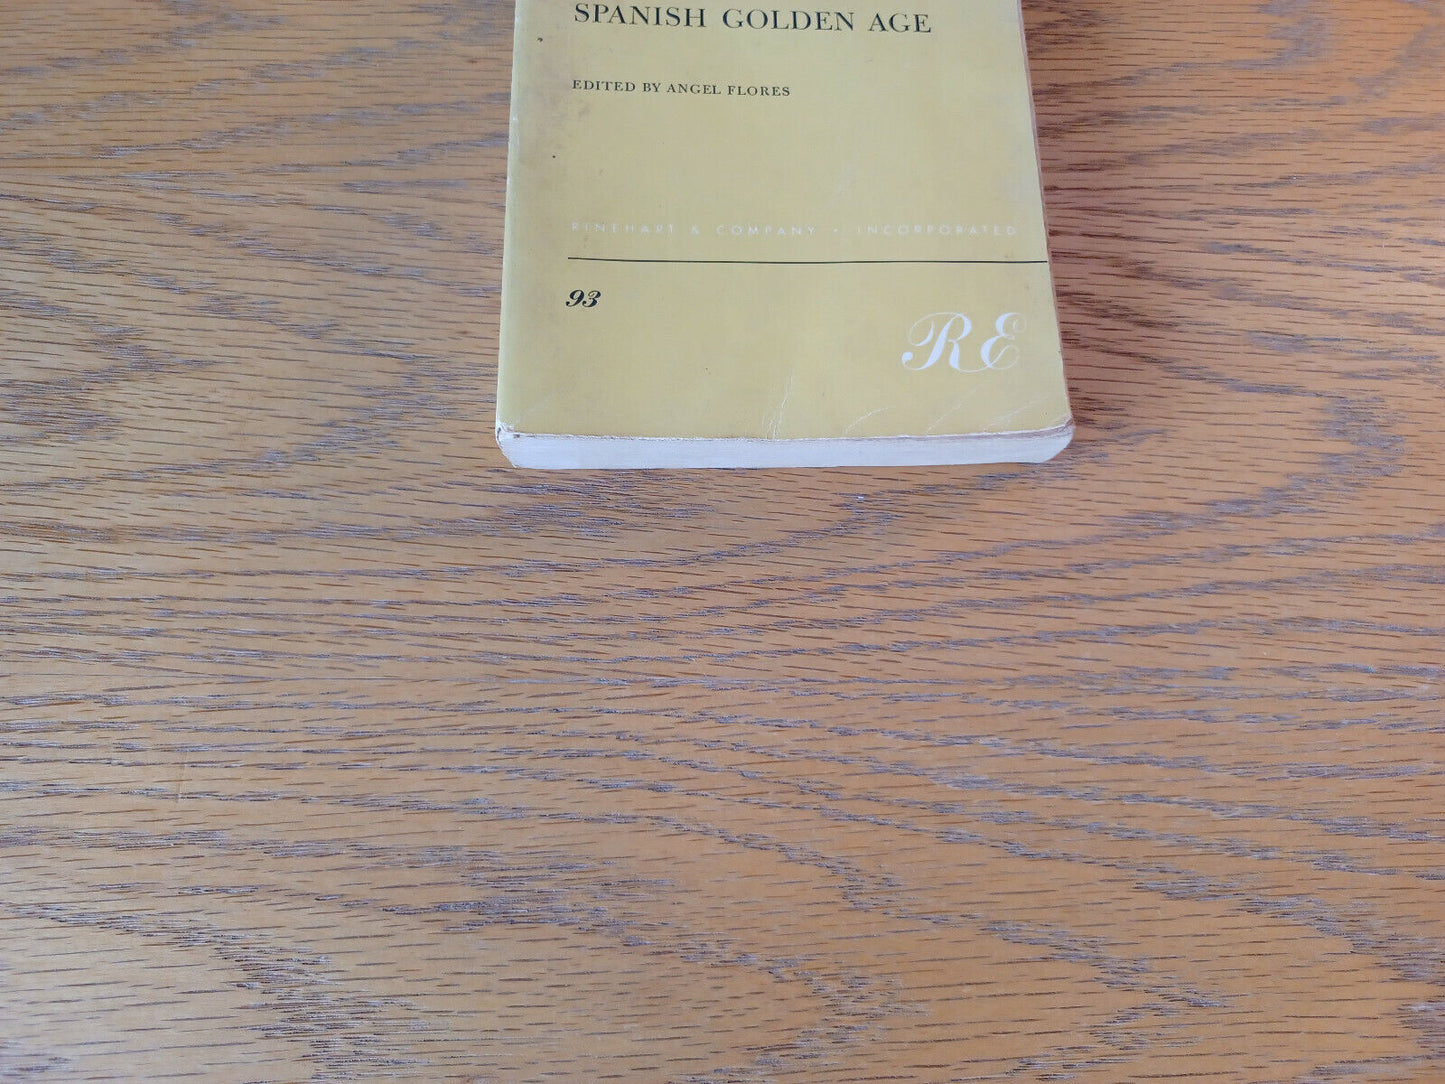 SPANISH GOLDEN AGE
EDITED BY ANGEL FLORES
RINEHART & COMPANY · INCORPORATED
93
RE